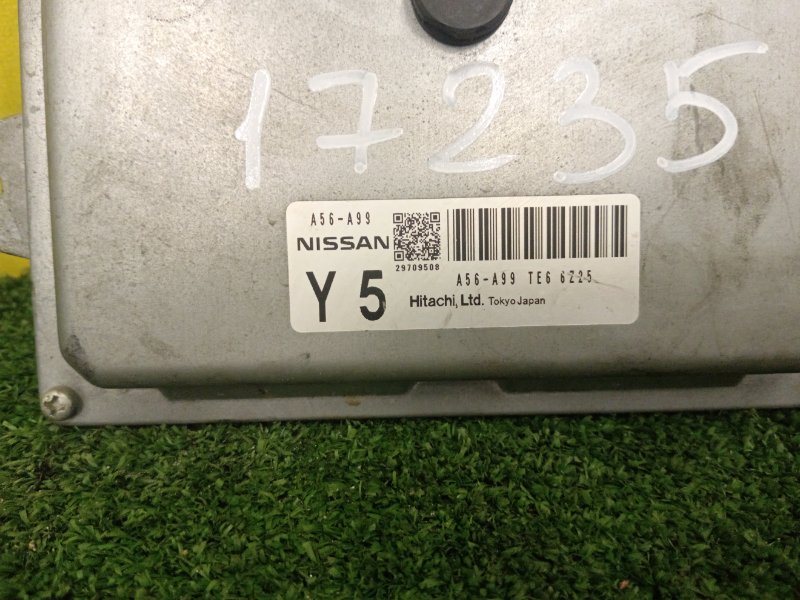 17235
A56-A99
NISSAN
29709508
A56-A99 TE6 6Z25
Y5
Hitachi, Ltd. Tokyo Japan